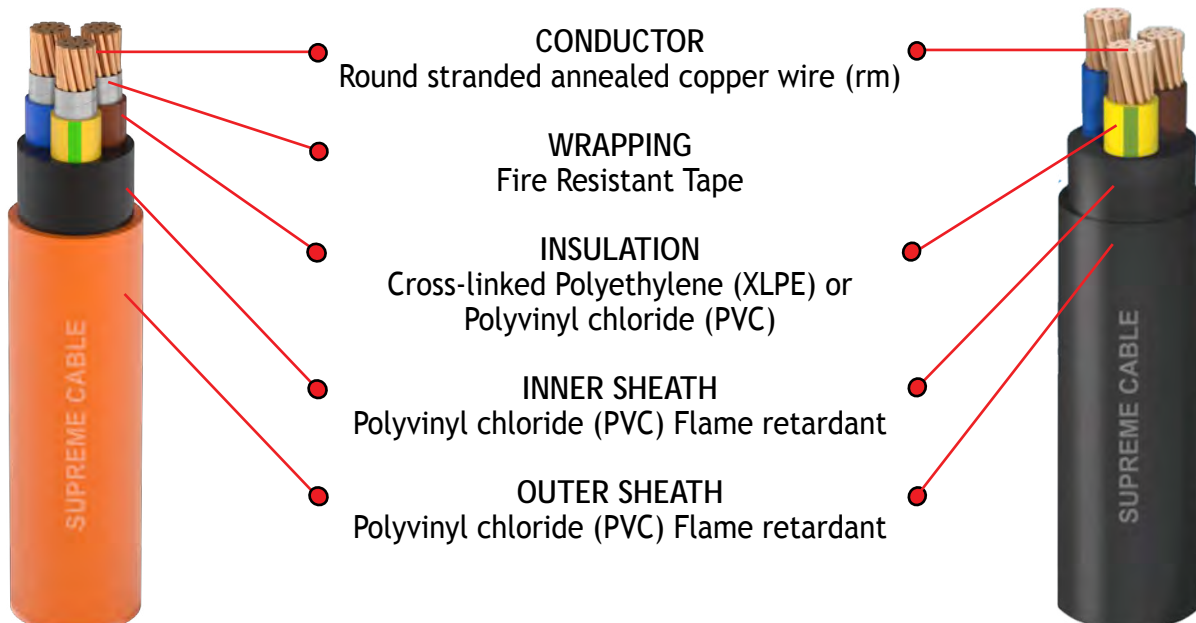 CONDUCTOR
Round stranded annealed copper wire (rm)
WRAPPING
Fire Resistant Tape
INSULATION
Cross-linked Polyethylene (XLPE) or
Polyvinyl chloride (PVC)
INNER SHEATH
Polyvinyl chloride (PVC) Flame retardant
OUTER SHEATH
Polyvinyl chloride (PVC) Flame retardant
SUPREME CABLE
SUPREME CABLE